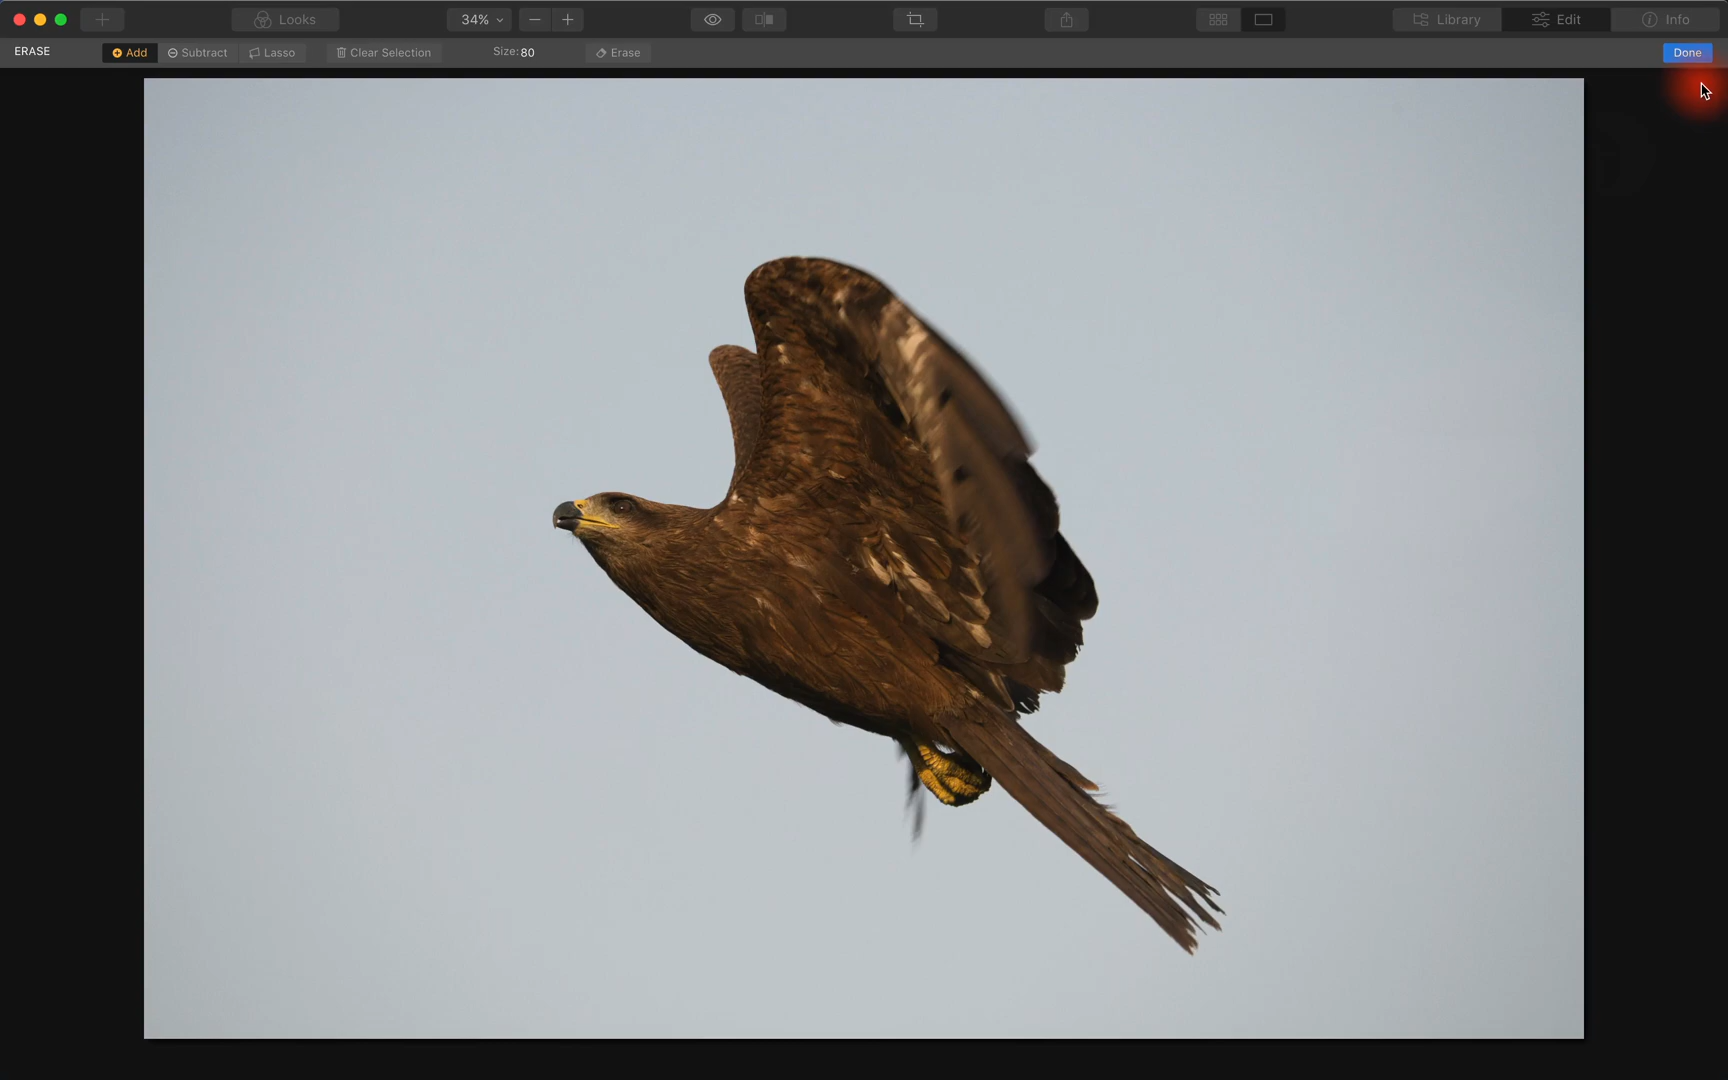 Looks 34% Library Edit Info
ERASE Add Subtract Lasso Clear Selection Size: 80 Erase Done